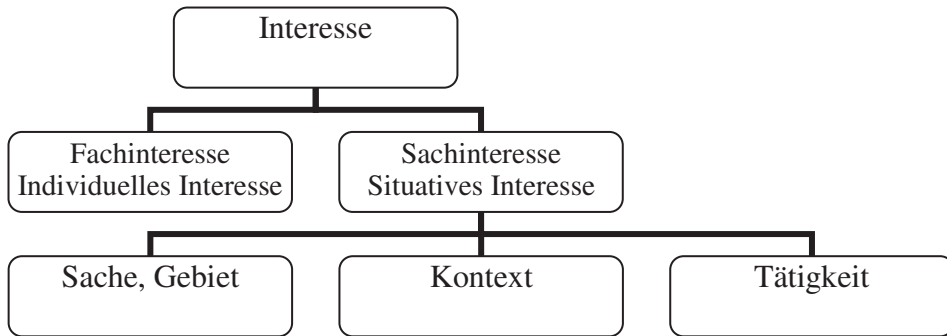 Interesse
Fachinteresse
Individuelles Interesse
Sachinteresse
Situatives Interesse
Sache, Gebiet
Kontext
Tätigkeit